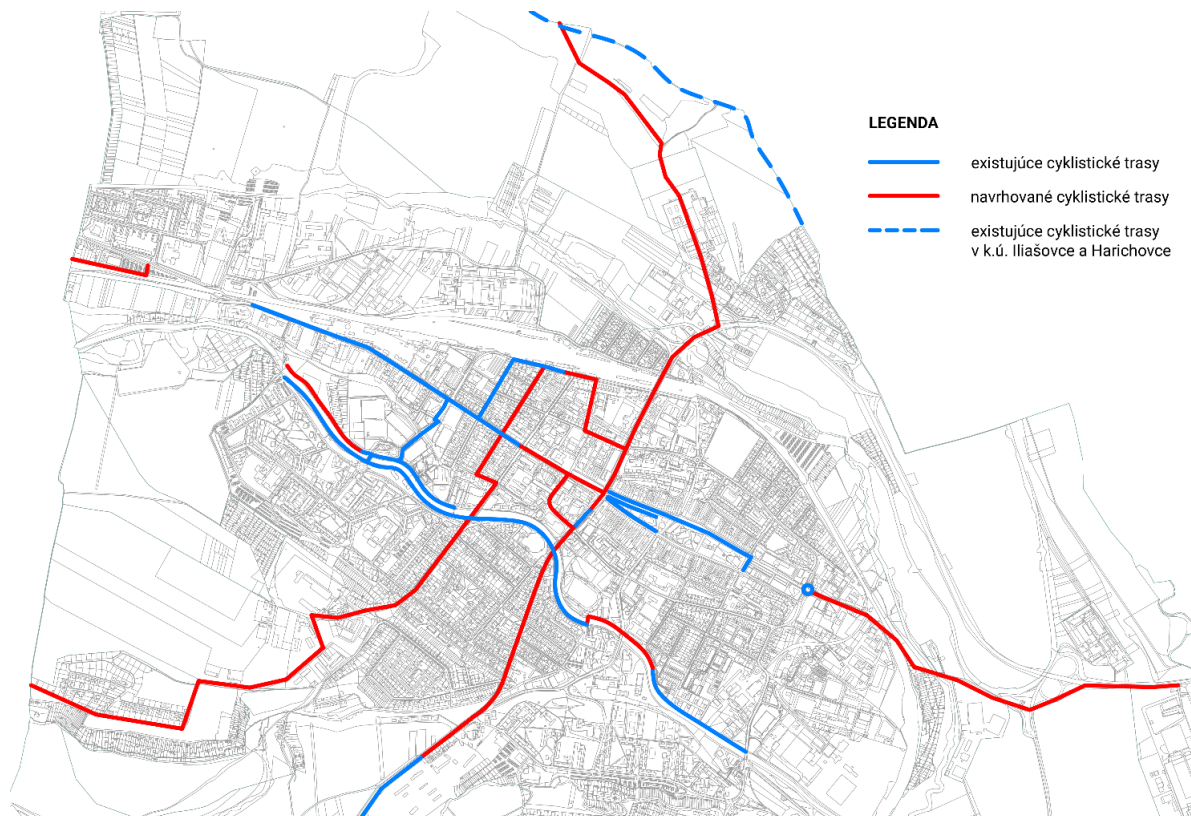 LEGENDA
existujúce cyklistické trasy
navrhované cyklistické trasy
existujúce cyklistické trasy
v k.ú. Iliašovce a Harichovce